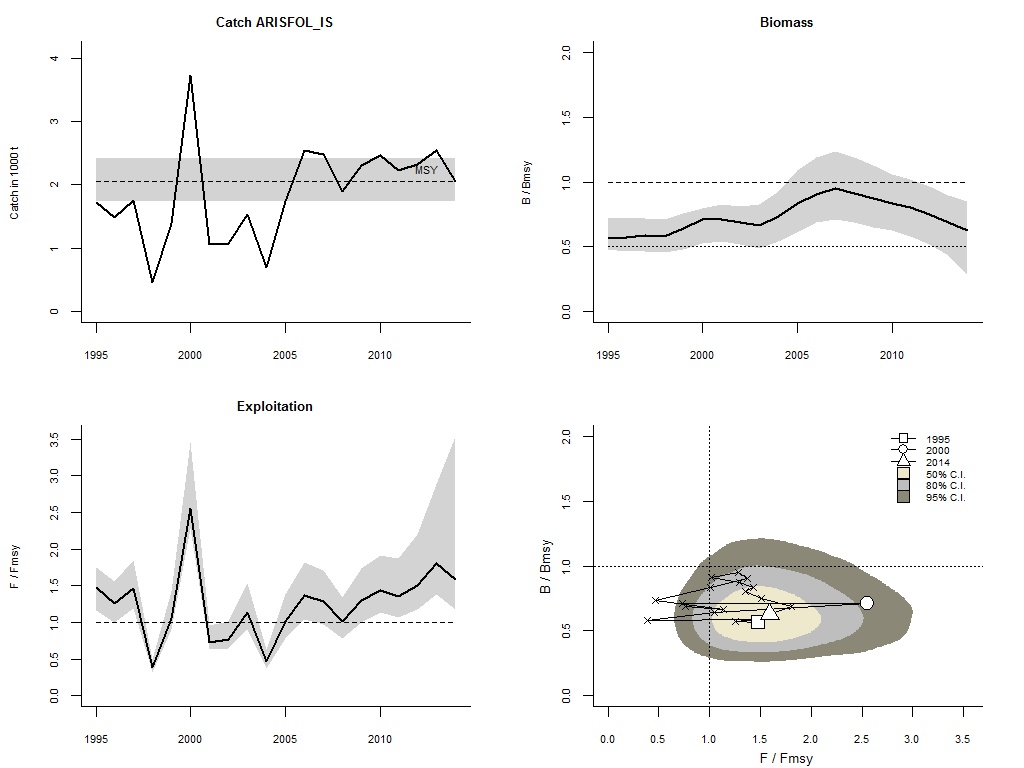 Catch ARISFOL_IS
Catch in 1000 t
4
3
2
1
0
MSY
1995 2000 2005 2010
Biomass
B / Bmsy
2.0
1.5
1.0
0.5
0.0
1995 2000 2005 2010
Exploitation
F / Fmsy
3.5
3.0
2.5
2.0
1.5
1.0
0.5
0.0
1995 2000 2005 2010
B / Bmsy
2.0
1.5
1.0
0.5
0.0
1995
2000
2014
50% C.I.
80% C.I.
95% C.I.
0.0 0.5 1.0 1.5 2.0 2.5 3.0 3.5
F / Fmsy